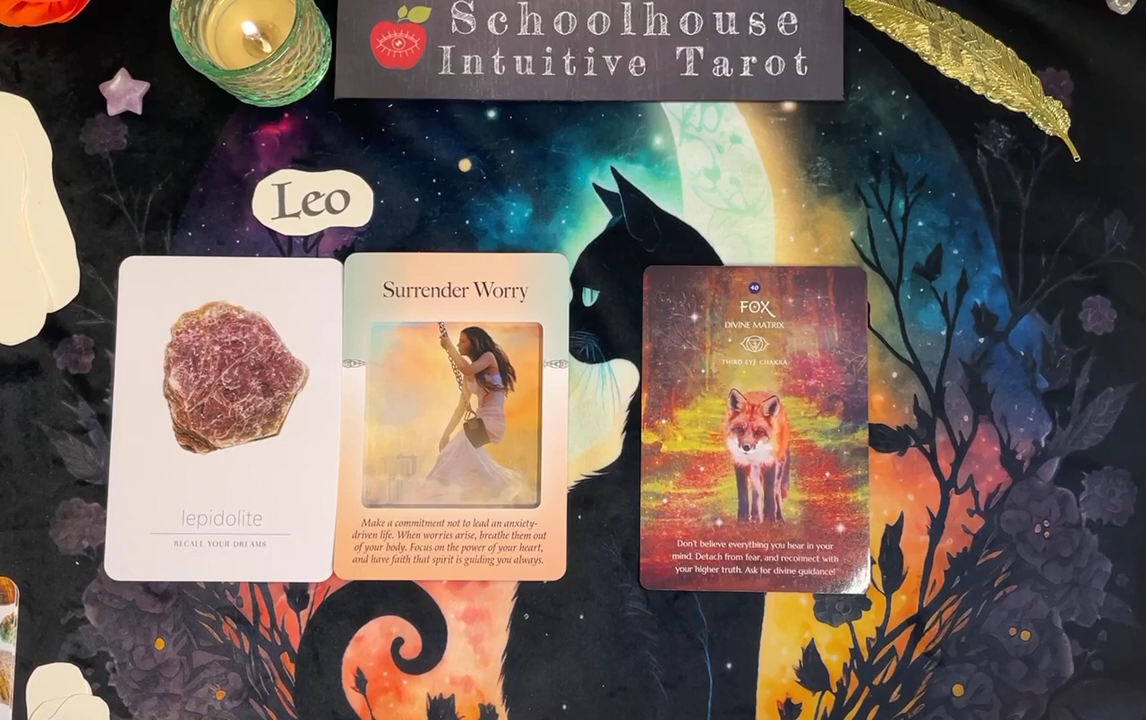 Schoolhouse
Intuitive Tarot
Leo
lepidolite
RECALL YOUR DREAMS
Surrender Worry
Make a commitment not to lead an anxiety-
driven life. When worries arise, breathe them out
of your body. Focus on the power of your heart,
and have faith that spirit is guiding you always.
40
FOX
DIVINE MATRIX
THIRD EYE CHAKRA
Don't believe everything you hear in your
mind. Detach from fear, and reconnect with
your higher truth. Ask for divine guidance!